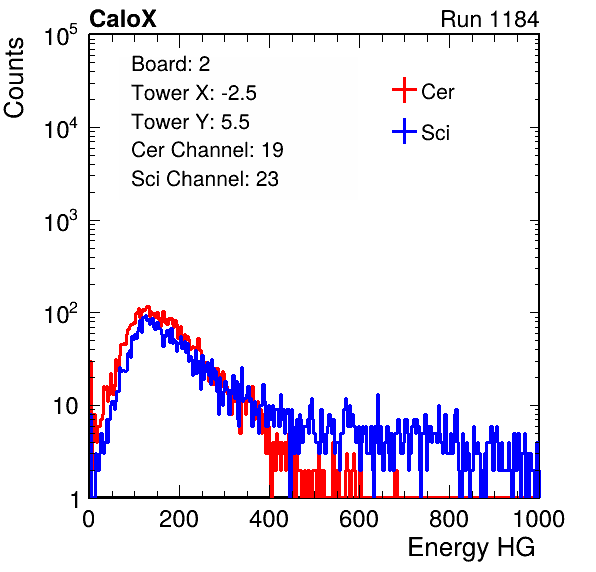 CaloX Run 1184
Counts
10^5
10^4
10^3
10^2
10
1
Board: 2
Tower X: -2.5
Tower Y: 5.5
Cer Channel: 19
Sci Channel: 23
Cer
Sci
0 200 400 600 800 1000
Energy HG